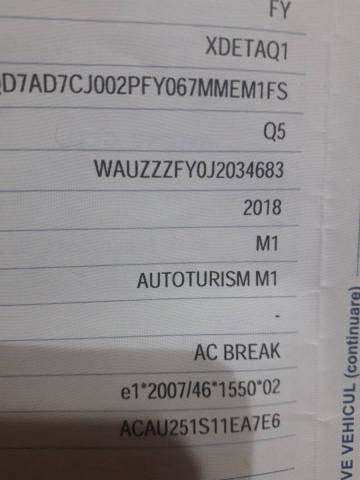 FY
XDETAQ1
D7AD7CJ002PFY067MMEM1FS
Q5
WAUZZZFY0J2034683
2018
M1
AUTOTURISM M1
-
AC BREAK
e1*2007/46*1550*02
ACAU251S11EA7E6
VE VEHICUL (continuare)